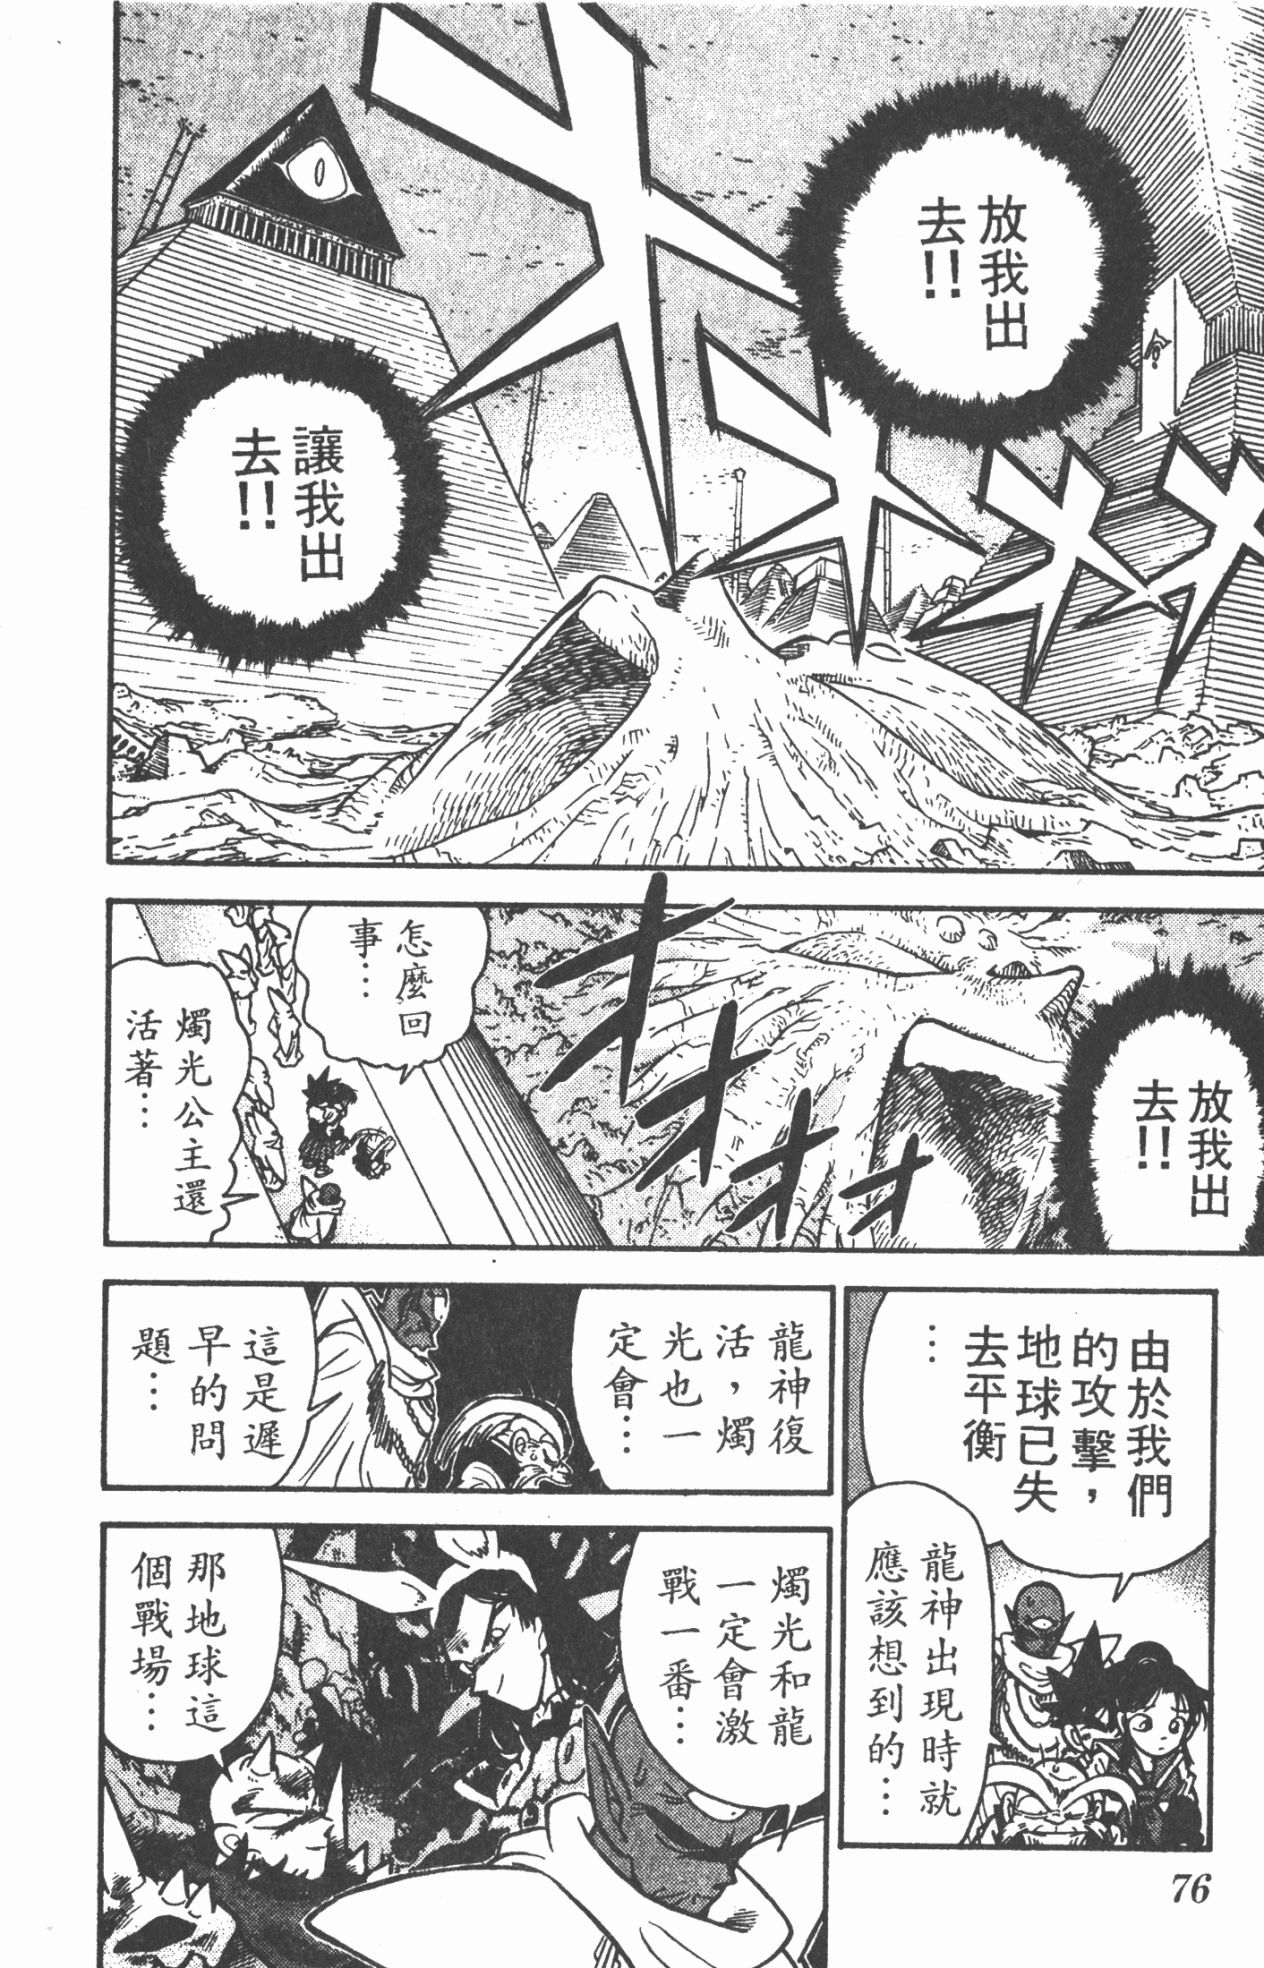 放我出
去!!
讓我出
去!!
放我出
去!!
怎麼回
事…
燭光公主還
活著…
由於我們
的攻擊，
地球已失
去平衡
…
龍神出現時就
應該想到的…
龍神復
活，燭
光也一
定會…
這是遲
早的問
題…
燭光和龍
一定會激
戰一番…
那地球這
個戰場…
76